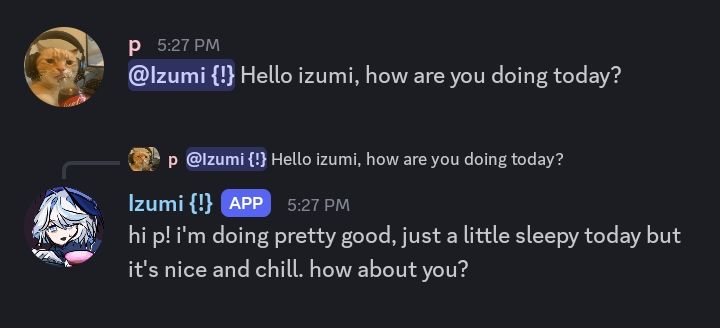 p 5:27 PM
@Izumi {!} Hello izumi, how are you doing today?
p @Izumi {!} Hello izumi, how are you doing today?
Izumi {!} APP 5:27 PM
hi p! i'm doing pretty good, just a little sleepy today but
it's nice and chill. how about you?